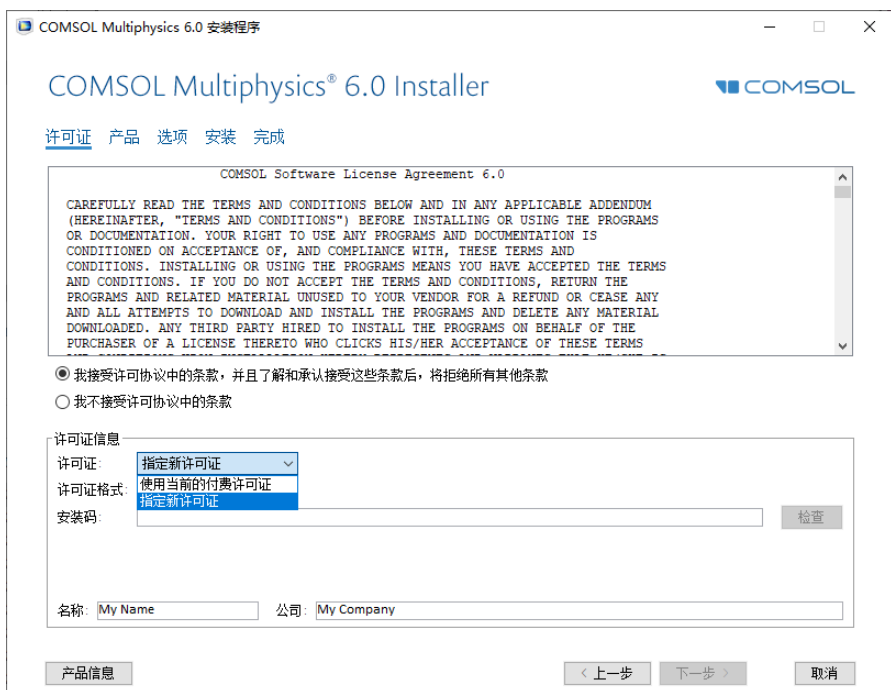 COMSOL Multiphysics 6.0 安装程序
COMSOL Multiphysics® 6.0 Installer
COMSOL
许可证 产品 选项 安装 完成
COMSOL Software License Agreement 6.0
CAREFULLY READ THE TERMS AND CONDITIONS BELOW AND IN ANY APPLICABLE ADDENDUM
(HEREINAFTER, "TERMS AND CONDITIONS") BEFORE INSTALLING OR USING THE PROGRAMS
OR DOCUMENTATION. YOUR RIGHT TO USE ANY PROGRAMS AND DOCUMENTATION IS
CONDITIONED ON ACCEPTANCE OF, AND COMPLIANCE WITH, THESE TERMS AND
CONDITIONS. INSTALLING OR USING THE PROGRAMS MEANS YOU HAVE ACCEPTED THE TERMS
AND CONDITIONS. IF YOU DO NOT ACCEPT THE TERMS AND CONDITIONS, RETURN THE
PROGRAMS AND RELATED MATERIAL UNUSED TO YOUR VENDOR FOR A REFUND OR CEASE ANY
AND ALL ATTEMPTS TO DOWNLOAD AND INSTALL THE PROGRAMS AND DELETE ANY MATERIAL
DOWNLOADED. ANY THIRD PARTY HIRED TO INSTALL THE PROGRAMS ON BEHALF OF THE
PURCHASER OF A LICENSE THERETO WHO CLICKS HIS/HER ACCEPTANCE OF THESE TERMS
我接受许可协议中的条款，并且了解和承认接受这些条款后，将拒绝所有其他条款
我不接受许可协议中的条款
许可证信息
许可证: 指定新许可证
使用当前的付费许可证
许可证格式: 指定新许可证
安装码: 检查
名称: My Name 公司: My Company
产品信息 < 上一步 下一步 > 取消